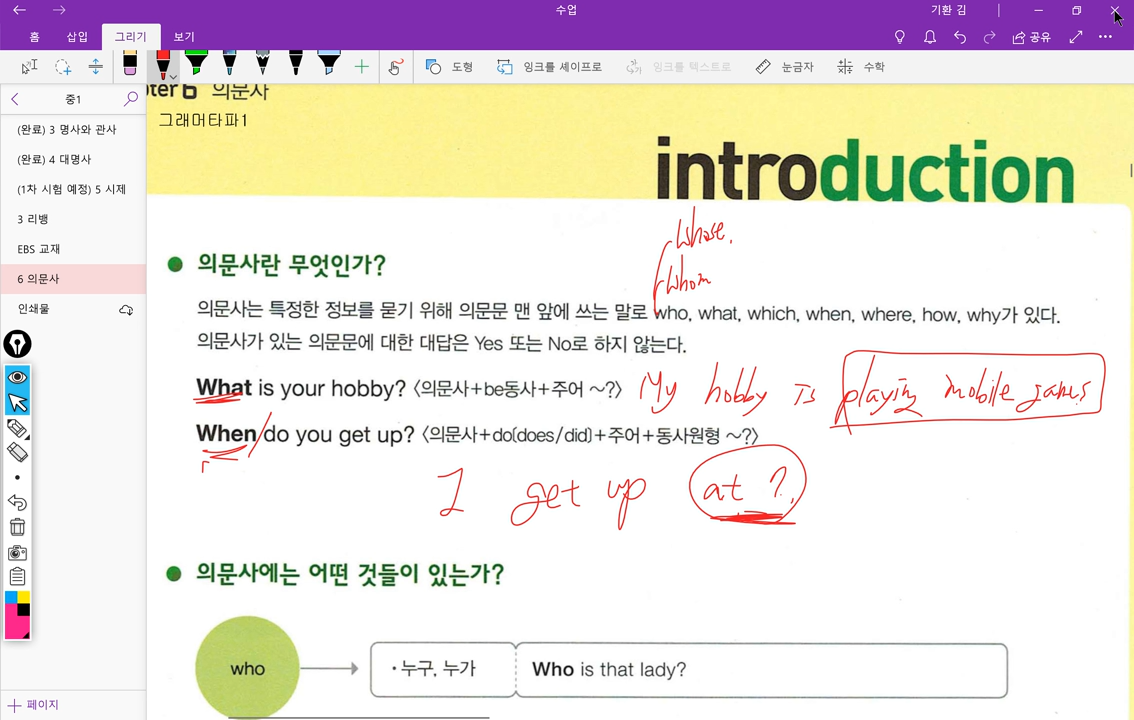 수업
기환 김
홈 삽입 그리기 보기
공유
도형 잉크를 셰이프로 잉크를 텍스트로 눈금자 수학
중1
(완료) 3 명사와 관사
(완료) 4 대명사
(1차 시험 예정) 5 시제
3 리뱅
EBS 교재
6 의문사
인쇄물
페이지
6 의문사
그래머타파1
introduction
Whose.
Whom
의문사란 무엇인가?
의문사는 특정한 정보를 묻기 위해 의문문 맨 앞에 쓰는 말로 who, what, which, when, where, how, why가 있다.
의문사가 있는 의문문에 대한 대답은 Yes 또는 No로 하지 않는다.
What is your hobby? <의문사+be동사+주어 ~?> My hobby is playing mobile games
When do you get up? <의문사+do(does/did)+주어+동사원형 ~?>
I get up at ?.
의문사에는 어떤 것들이 있는가?
who
·누구, 누가
Who is that lady?